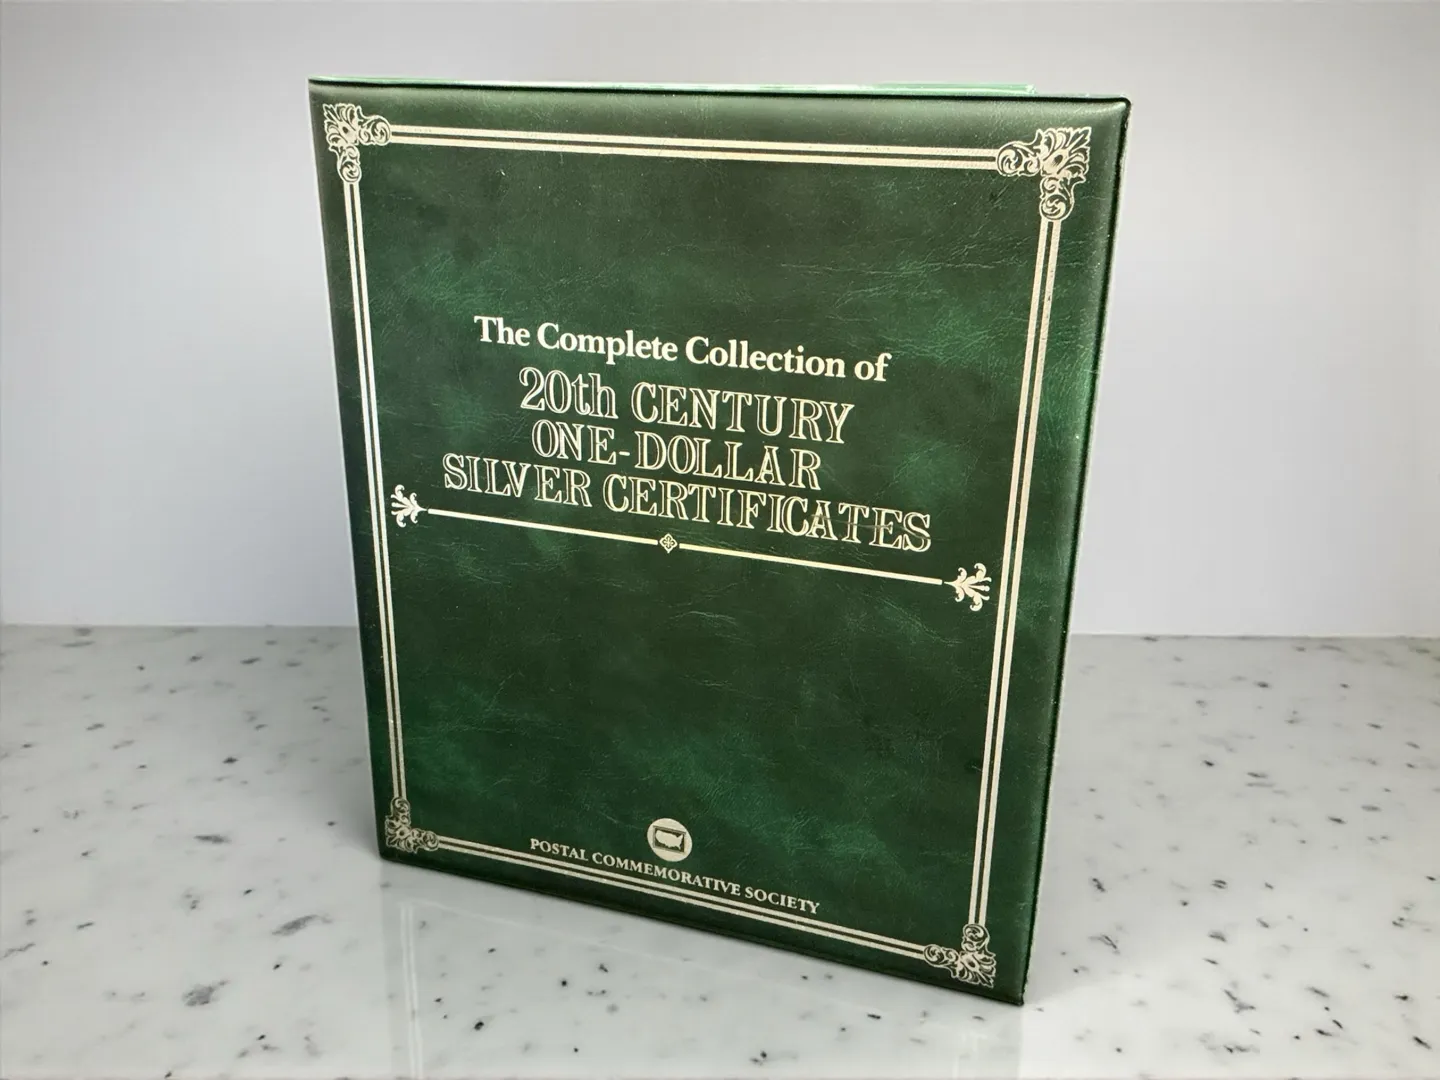 The Complete Collection of
20th CENTURY
ONE-DOLLAR
SILVER CERTIFICATES
POSTAL COMMEMORATIVE SOCIETY